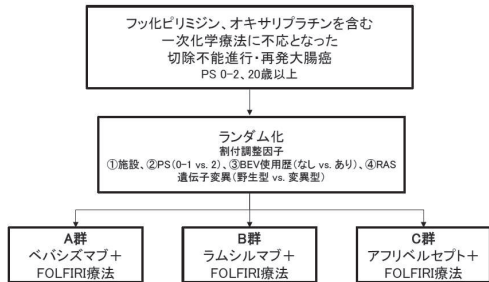 フッ化ピリミジン、オキサリプラチンを含む
一次化学療法に不応となった
切除不能進行・再発大腸癌
PS 0-2、20歳以上
ランダム化
割付調整因子
①施設、②PS(0-1 vs. 2)、③BEV使用歴(なし vs. あり)、④RAS
遺伝子変異(野生型 vs. 変異型)
A群
ベバシズマブ＋
FOLFIRI療法
B群
ラムシルマブ＋
FOLFIRI療法
C群
アフリベルセプト＋
FOLFIRI療法